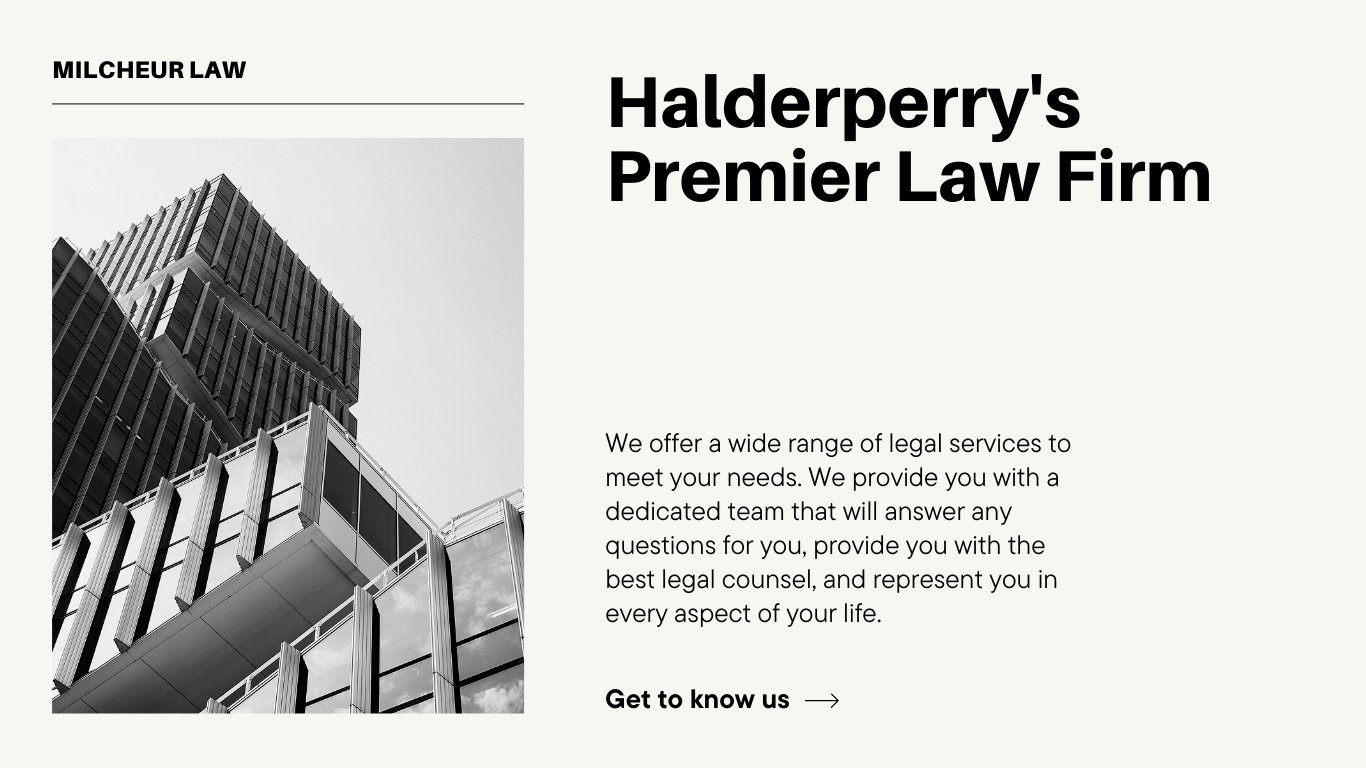 MILCHEUR LAW
Halderperry's
Premier Law Firm
We offer a wide range of legal services to
meet your needs. We provide you with a
dedicated team that will answer any
questions for you, provide you with the
best legal counsel, and represent you in
every aspect of your life.
Get to know us